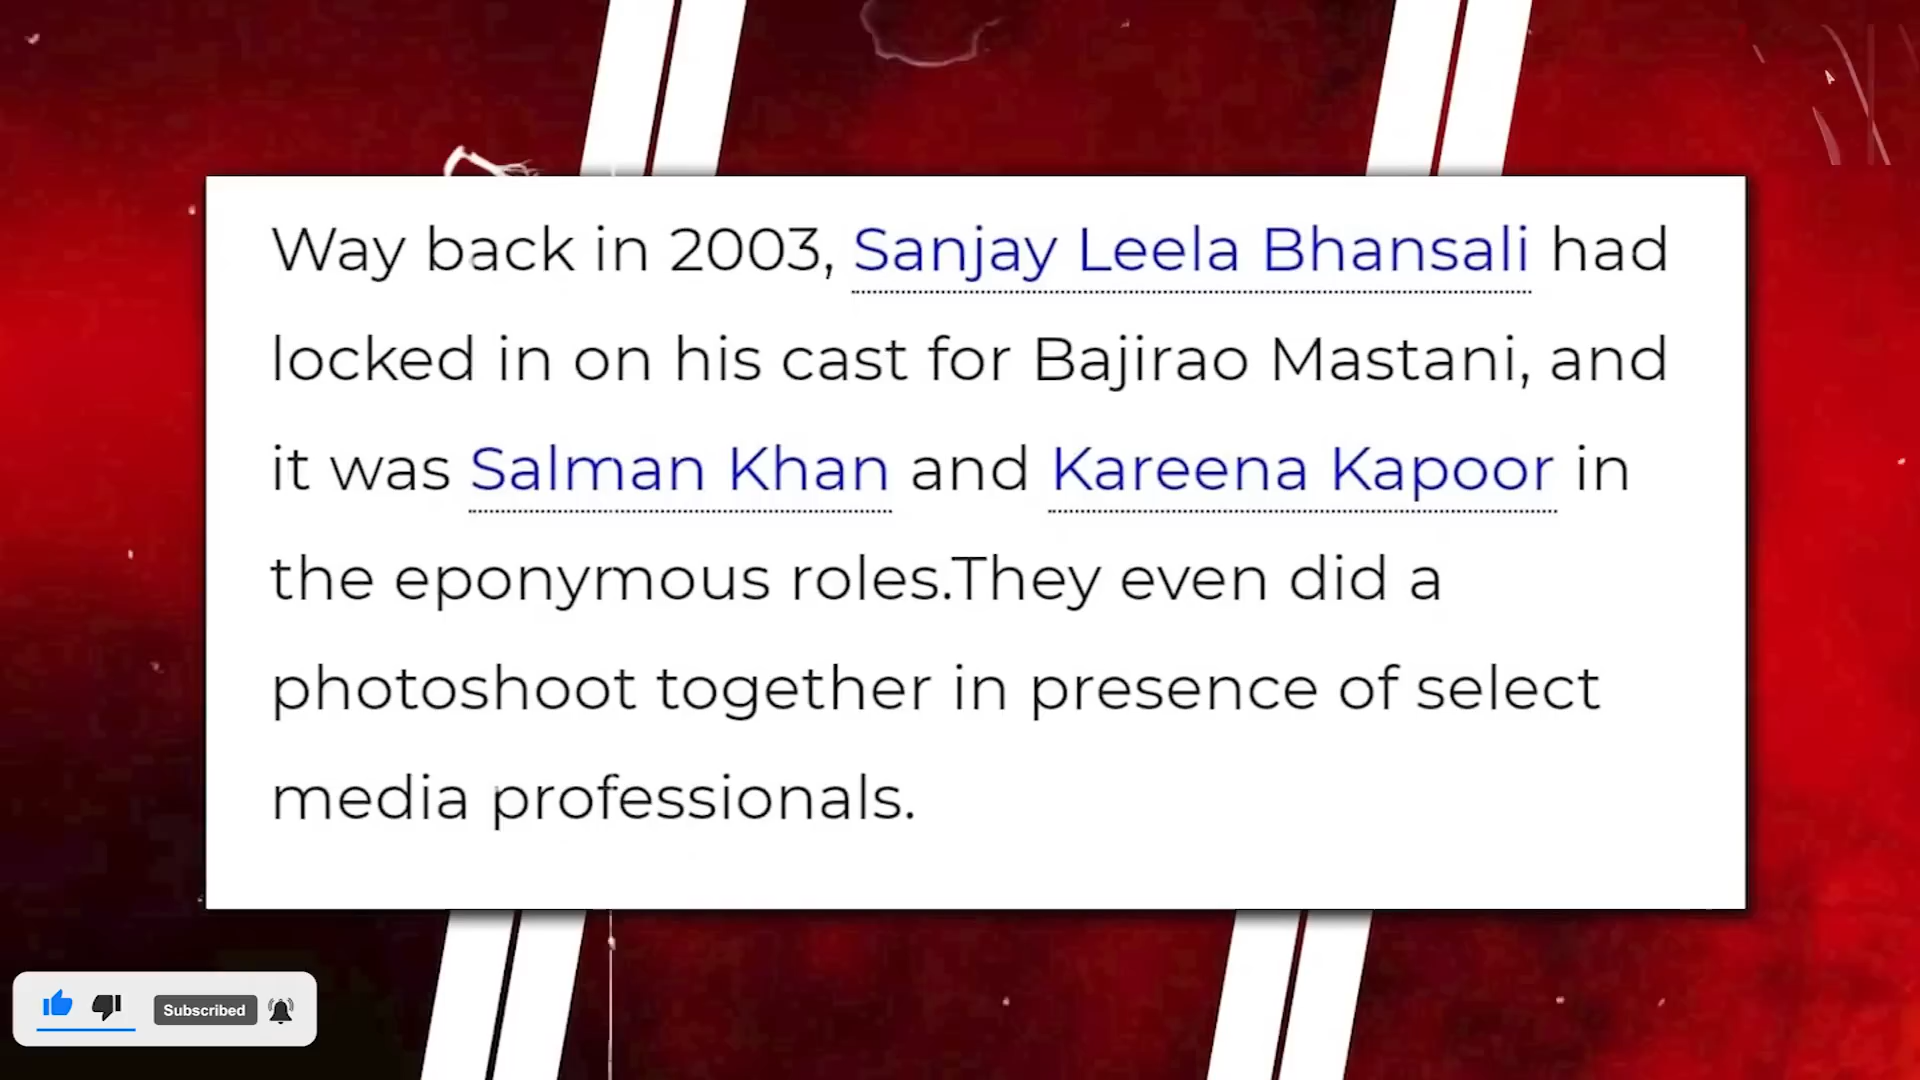 Way back in 2003, Sanjay Leela Bhansali had
locked in on his cast for Bajirao Mastani, and
it was Salman Khan and Kareena Kapoor in
the eponymous roles.They even did a
photoshoot together in presence of select
media professionals.
Subscribed